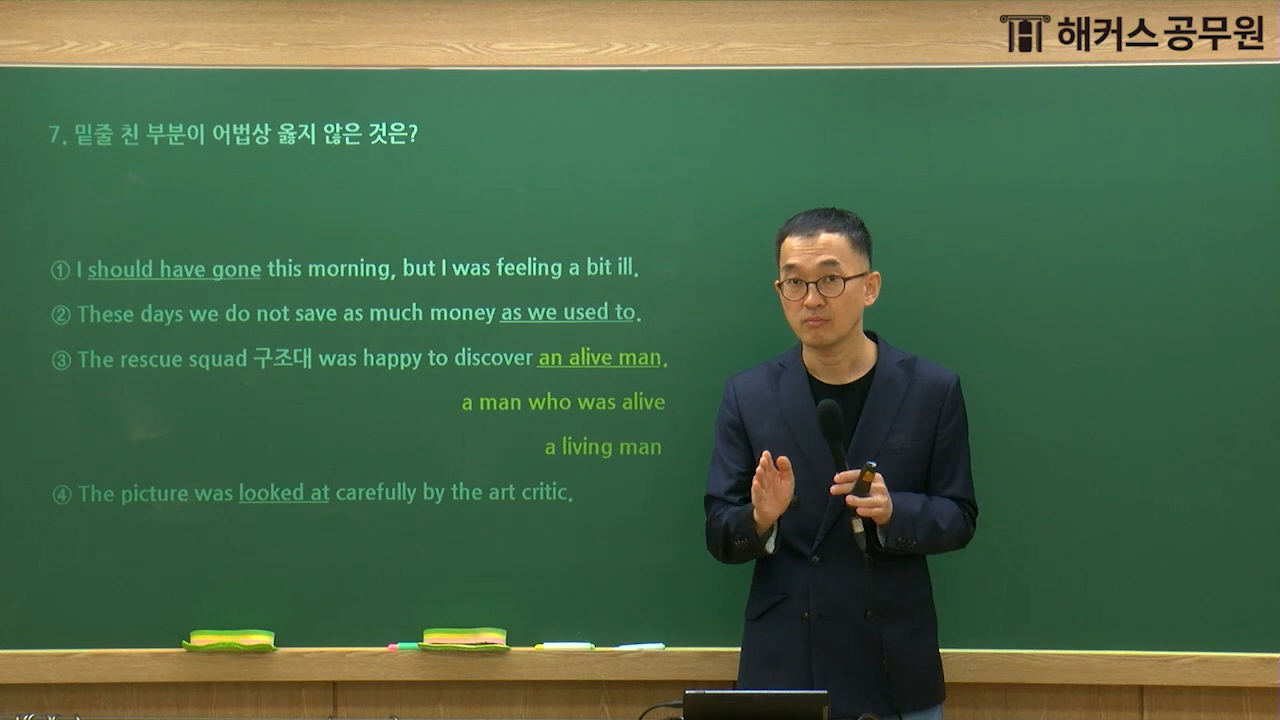 해커스공무원
7. 밑줄 친 부분이 어법상 옳지 않은 것은?
① I should have gone this morning, but I was feeling a bit ill.
② These days we do not save as much money as we used to.
③ The rescue squad 구조대 was happy to discover an alive man.
a man who was alive
a living man
④ The picture was looked at carefully by the art critic.